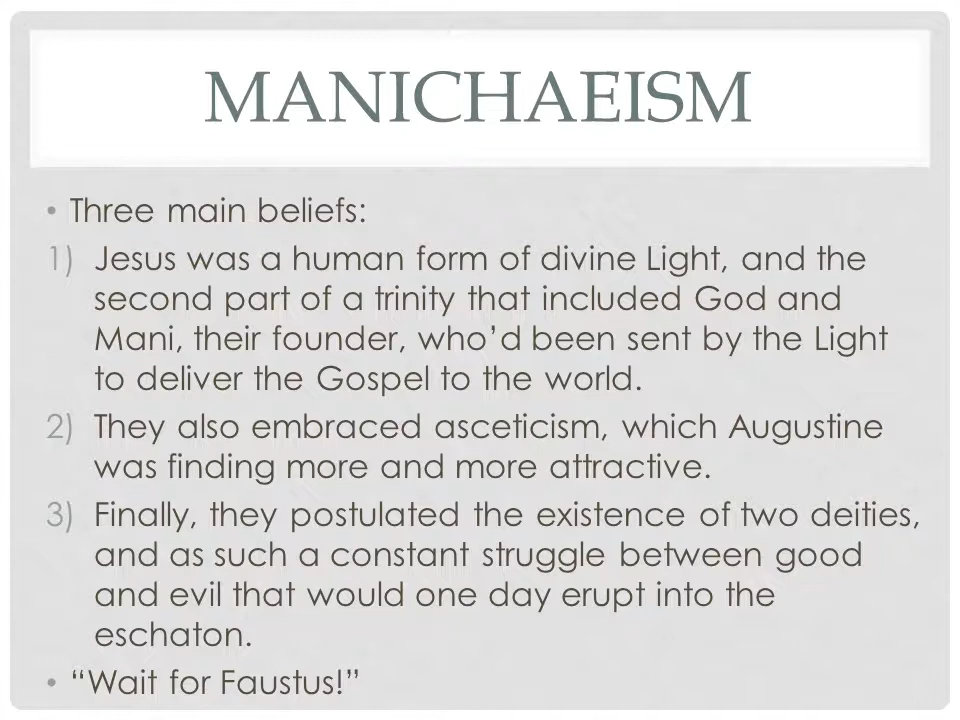 MANICHAEISM
• Three main beliefs:
1) Jesus was a human form of divine Light, and the
second part of a trinity that included God and
Mani, their founder, who’d been sent by the Light
to deliver the Gospel to the world.
2) They also embraced asceticism, which Augustine
was finding more and more attractive.
3) Finally, they postulated the existence of two deities,
and as such a constant struggle between good
and evil that would one day erupt into the
eschaton.
• “Wait for Faustus!”